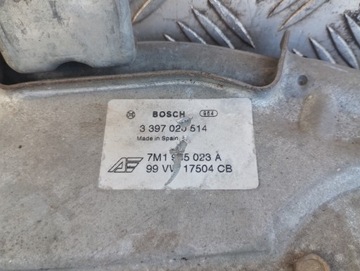 BOSCH
3 397 020 514
Made in Spain
7M1 955 023 A
99 VW 17504 CB